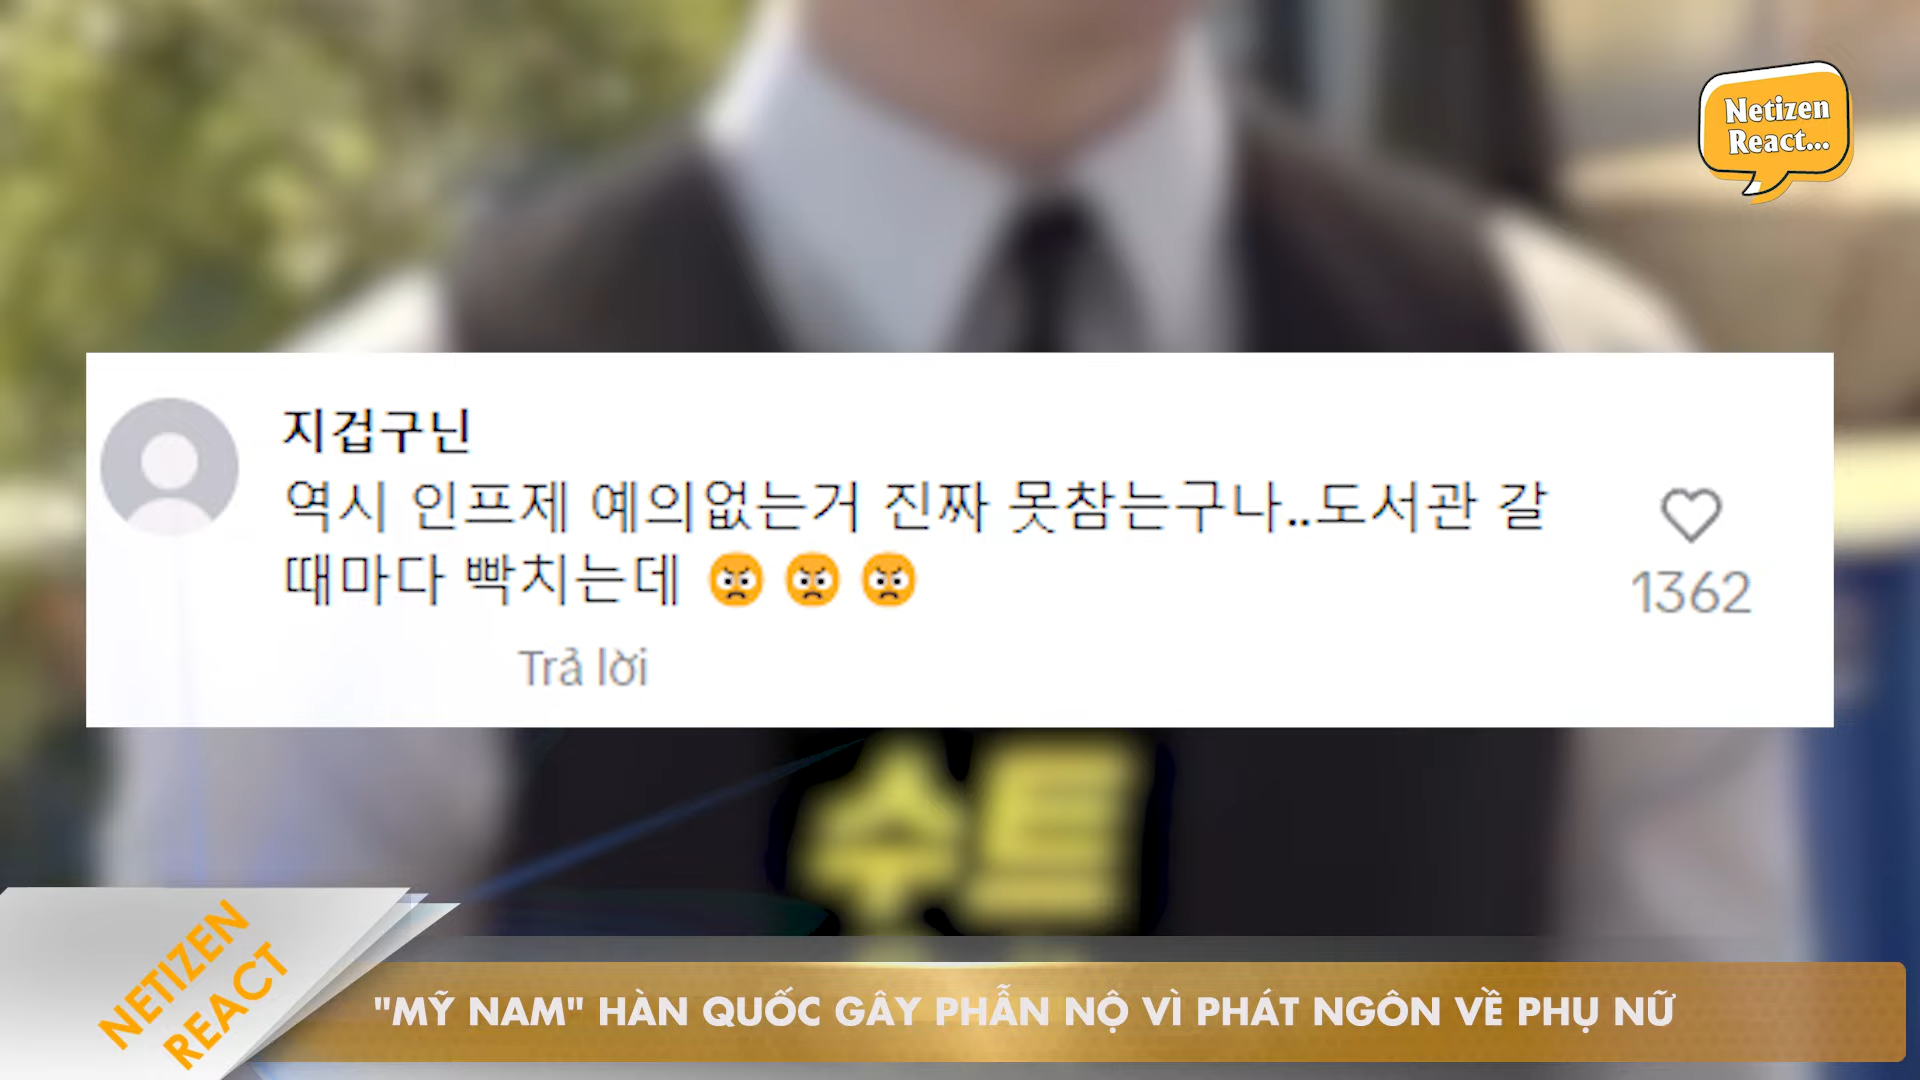 Netizen
React...
지겁구닌
역시 인프제 예의없는거 진짜 못참는구나..도서관 갈
때마다 빡치는데 😡 😡 😡
1362
Trả lời
수트
NETIZEN
REACT
"MỸ NAM" HÀN QUỐC GÂY PHẪN NỘ VÌ PHÁT NGÔN VỀ PHỤ NỮ